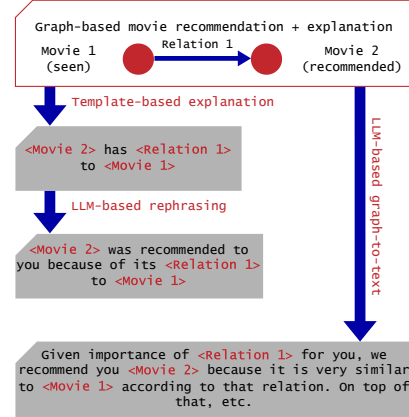 Graph-based movie recommendation + explanation
Movie 1
(seen)
Relation 1
Movie 2
(recommended)
Template-based explanation
<Movie 2> has <Relation 1>
to <Movie 1>
LLM-based rephrasing
<Movie 2> was recommended to
you because of its <Relation 1>
to <Movie 1>
LLM-based graph-to-text
Given importance of <Relation 1> for you, we
recommend you <Movie 2> because it is very similar
to <Movie 1> according to that relation. On top of
that, etc.